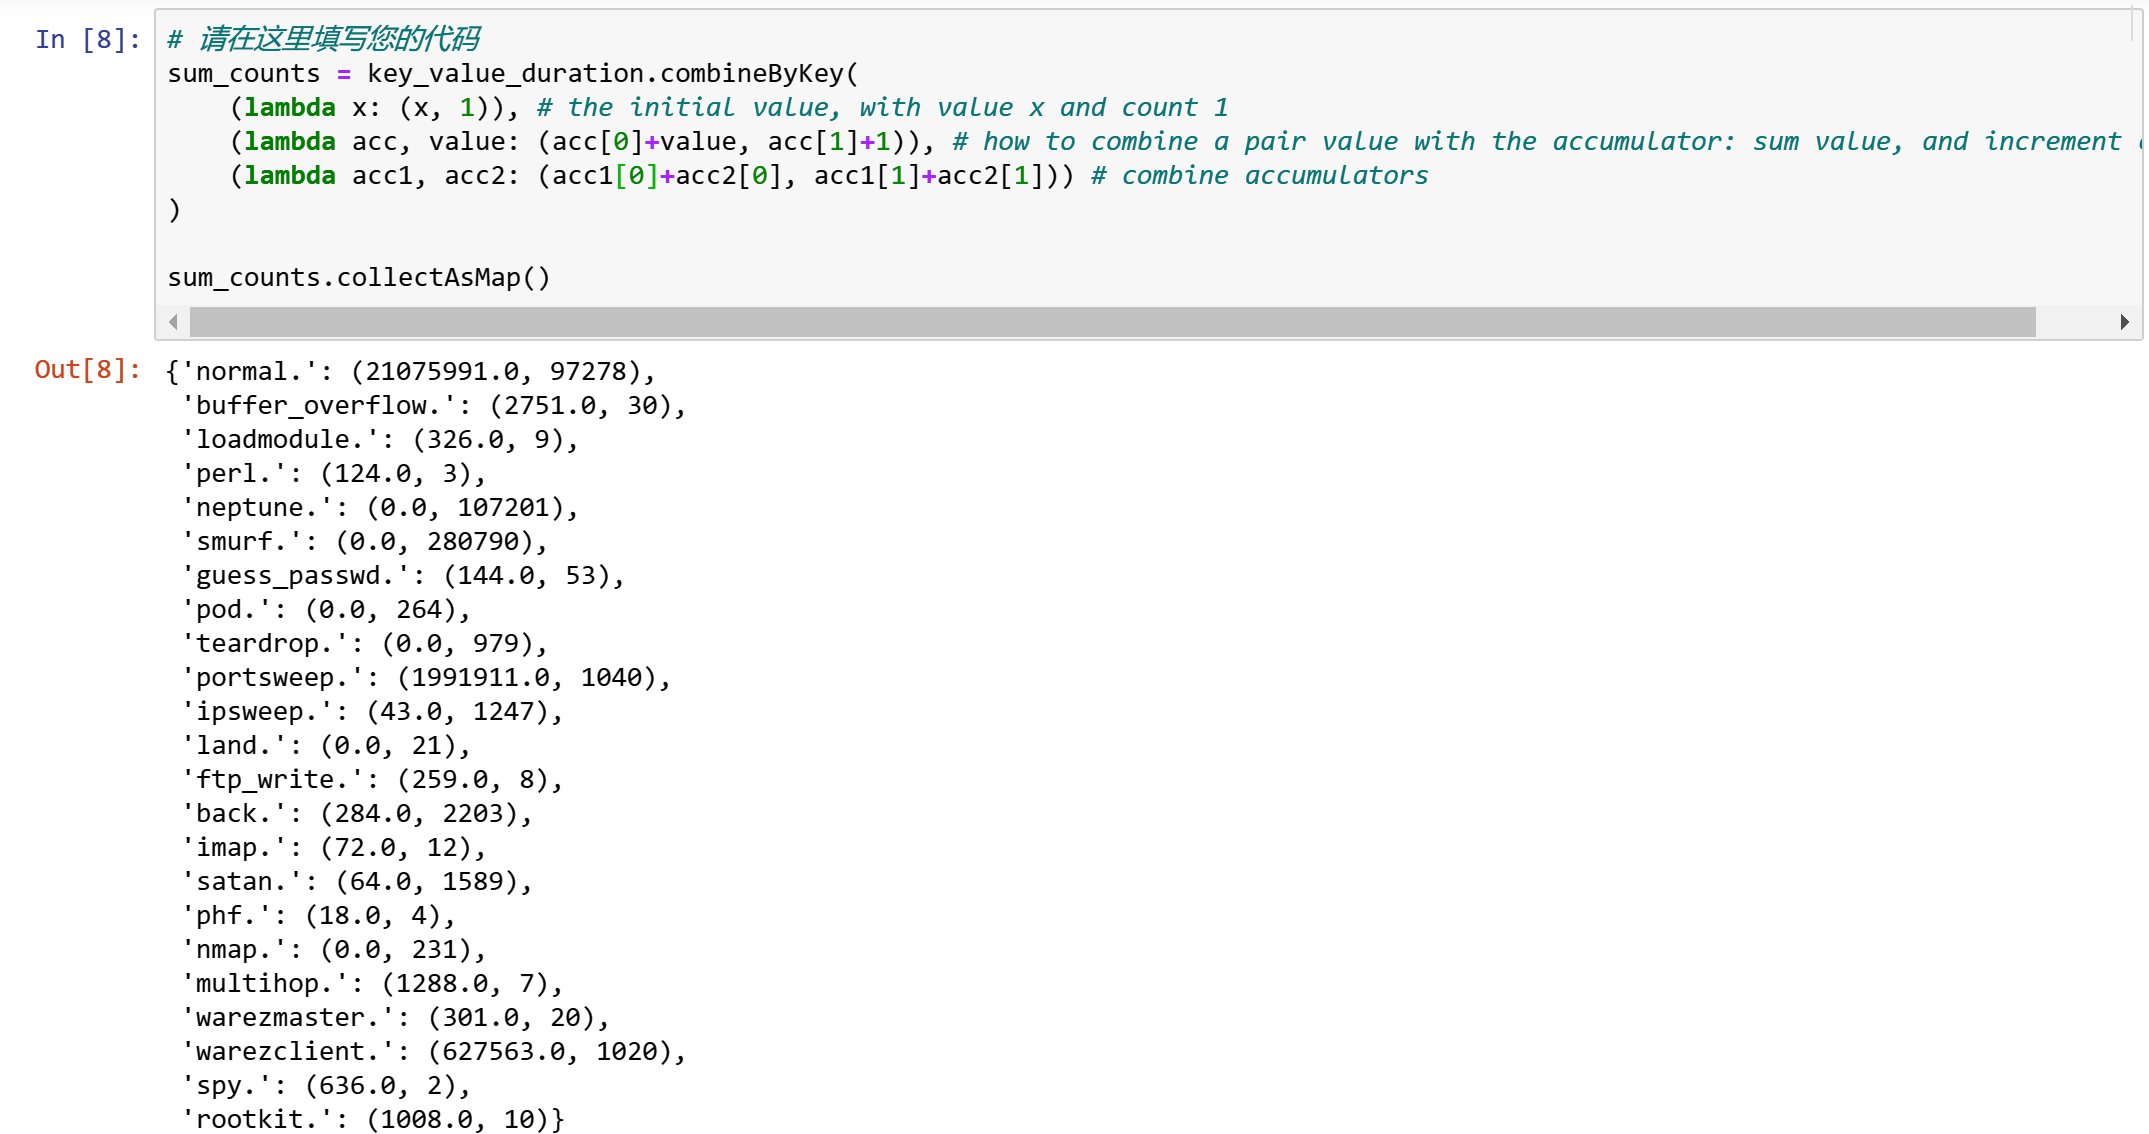 In [8]:
# 请在这里填写您的代码
sum_counts = key_value_duration.combineByKey(
    (lambda x: (x, 1)), # the initial value, with value x and count 1
    (lambda acc, value: (acc[0]+value, acc[1]+1)), # how to combine a pair value with the accumulator: sum value, and increment
    (lambda acc1, acc2: (acc1[0]+acc2[0], acc1[1]+acc2[1])) # combine accumulators
)
sum_counts.collectAsMap()
Out[8]:
{'normal.': (21075991.0, 97278),
 'buffer_overflow.': (2751.0, 30),
 'loadmodule.': (326.0, 9),
 'perl.': (124.0, 3),
 'neptune.': (0.0, 107201),
 'smurf.': (0.0, 280790),
 'guess_passwd.': (144.0, 53),
 'pod.': (0.0, 264),
 'teardrop.': (0.0, 979),
 'portsweep.': (1991911.0, 1040),
 'ipsweep.': (43.0, 1247),
 'land.': (0.0, 21),
 'ftp_write.': (259.0, 8),
 'back.': (284.0, 2203),
 'imap.': (72.0, 12),
 'satan.': (64.0, 1589),
 'phf.': (18.0, 4),
 'nmap.': (0.0, 231),
 'multihop.': (1288.0, 7),
 'warezmaster.': (301.0, 20),
 'warezclient.': (627563.0, 1020),
 'spy.': (636.0, 2),
 'rootkit.': (1008.0, 10)}